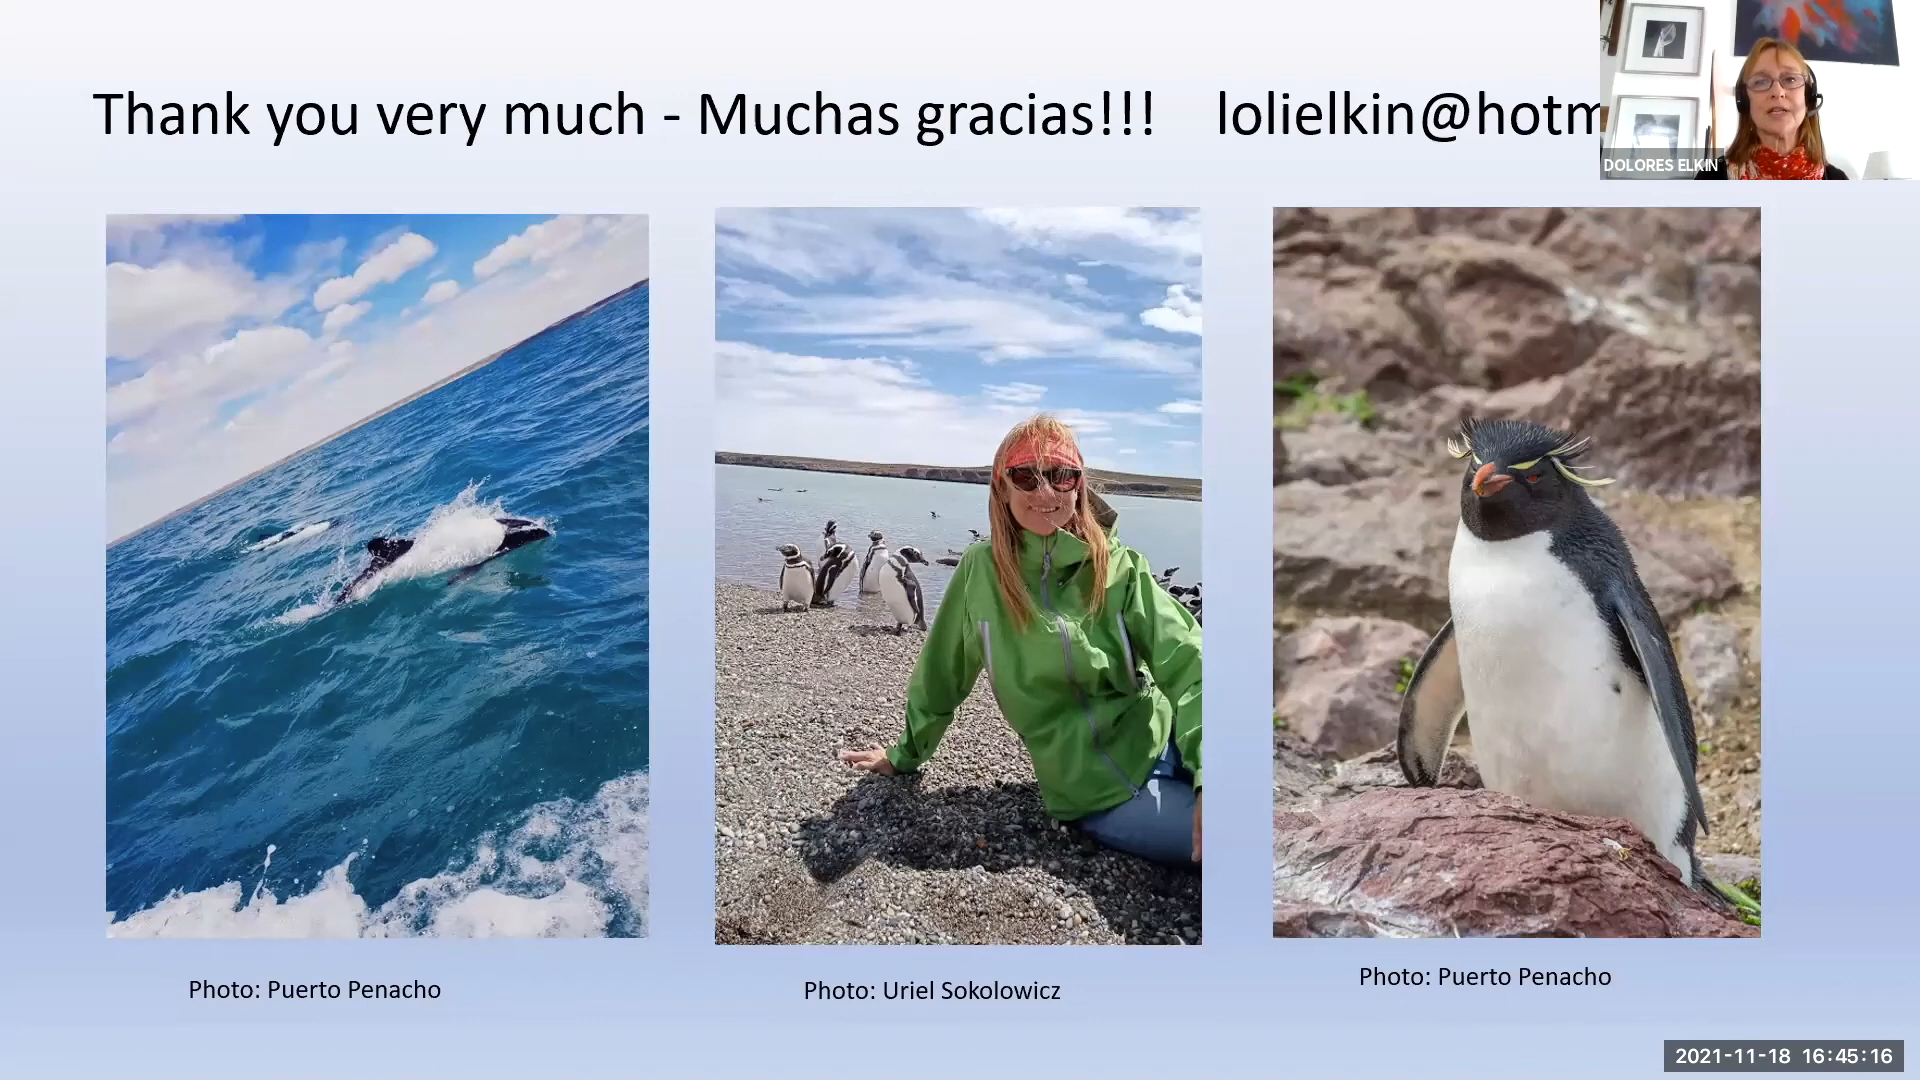 Thank you very much - Muchas gracias!!! lolielkin@hotm
DOLORES ELKIN
Photo: Puerto Penacho
Photo: Uriel Sokolowicz
Photo: Puerto Penacho
2021-11-18 16:45:16